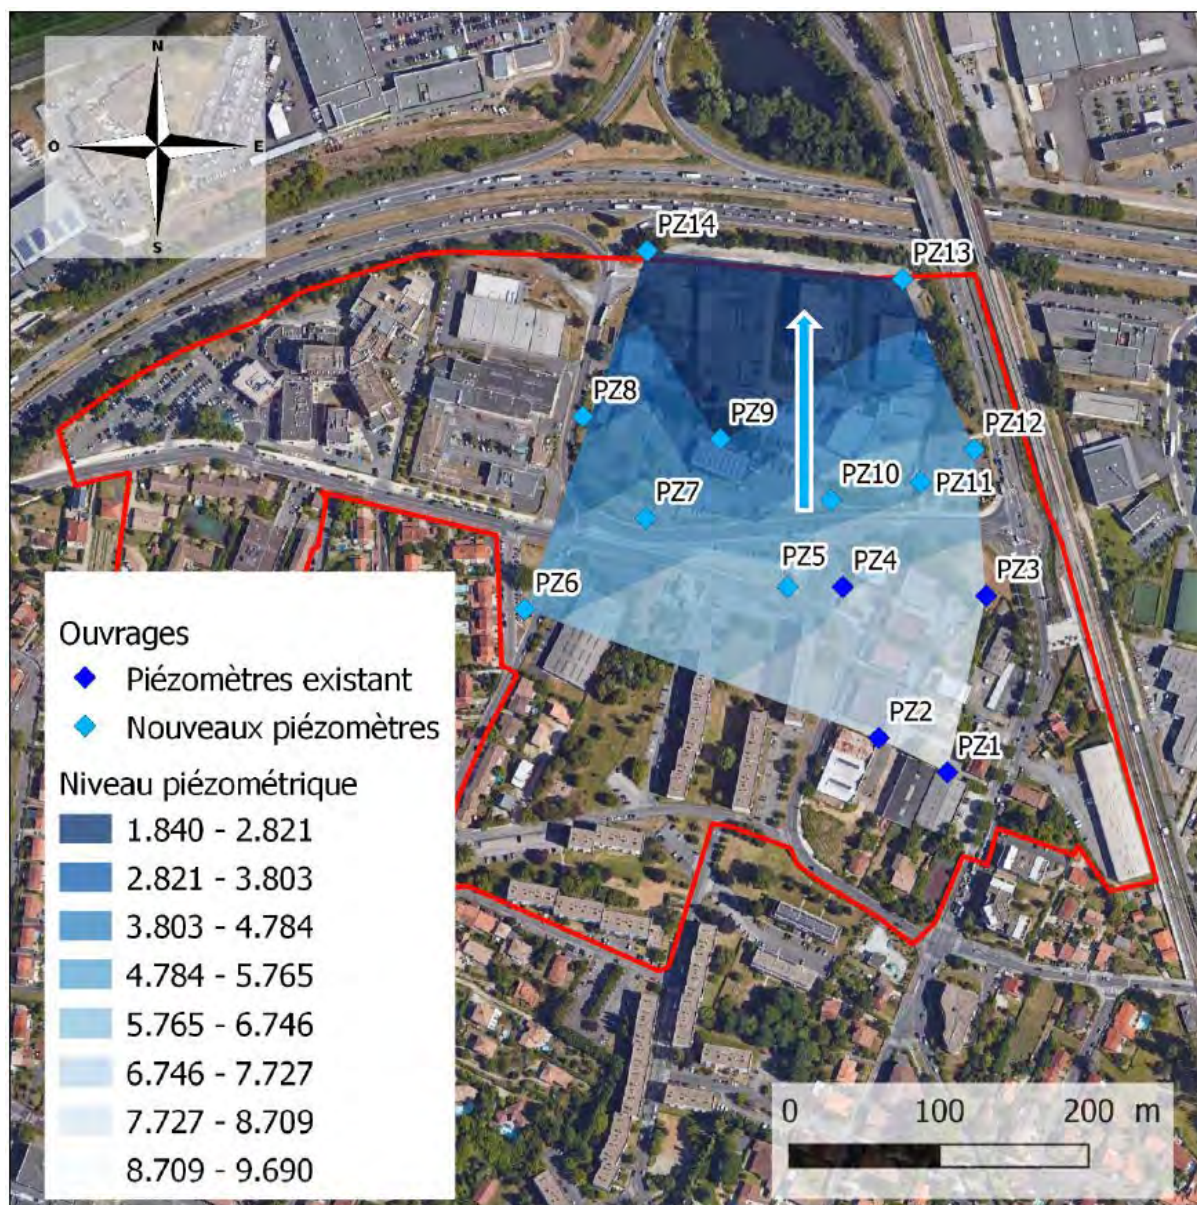 N
O E
S
PZ14
PZ13
PZ8
PZ9
PZ12
PZ10
PZ11
PZ7
PZ5
PZ4
PZ3
PZ6
PZ2
PZ1
Ouvrages
Piézomètres existant
Nouveaux piézomètres
Niveau piézométrique
1.840 - 2.821
2.821 - 3.803
3.803 - 4.784
4.784 - 5.765
5.765 - 6.746
6.746 - 7.727
7.727 - 8.709
8.709 - 9.690
0 100 200 m